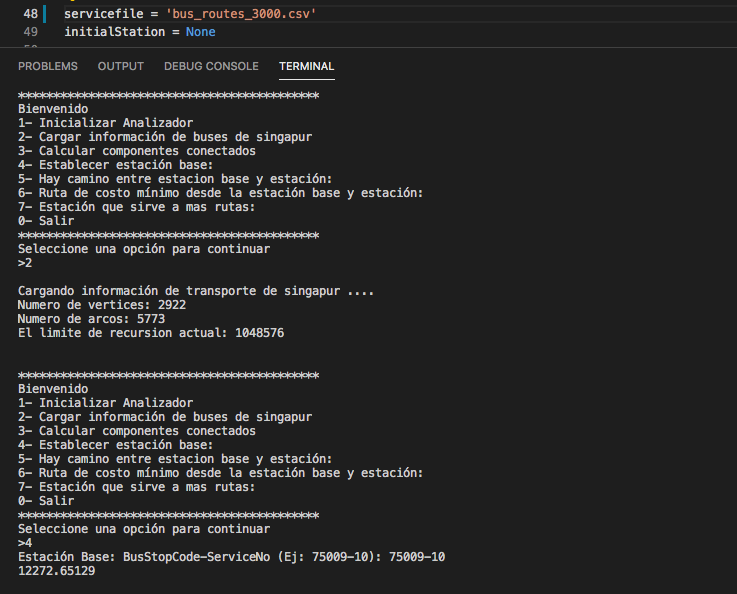 48 servicefile = 'bus_routes_3000.csv'
49 initialStation = None
PROBLEMS OUTPUT DEBUG CONSOLE TERMINAL
*******************************************
Bienvenido
1- Inicializar Analizador
2- Cargar información de buses de singapur
3- Calcular componentes conectados
4- Establecer estación base:
5- Hay camino entre estacion base y estación:
6- Ruta de costo mínimo desde la estación base y estación:
7- Estación que sirve a mas rutas:
0- Salir
*******************************************
Seleccione una opción para continuar
>2
Cargando información de transporte de singapur ....
Numero de vertices: 2922
Numero de arcos: 5773
El limite de recursion actual: 1048576
*******************************************
Bienvenido
1- Inicializar Analizador
2- Cargar información de buses de singapur
3- Calcular componentes conectados
4- Establecer estación base:
5- Hay camino entre estacion base y estación:
6- Ruta de costo mínimo desde la estación base y estación:
7- Estación que sirve a mas rutas:
0- Salir
*******************************************
Seleccione una opción para continuar
>4
Estación Base: BusStopCode-ServiceNo (Ej: 75009-10): 75009-10
12272.65129